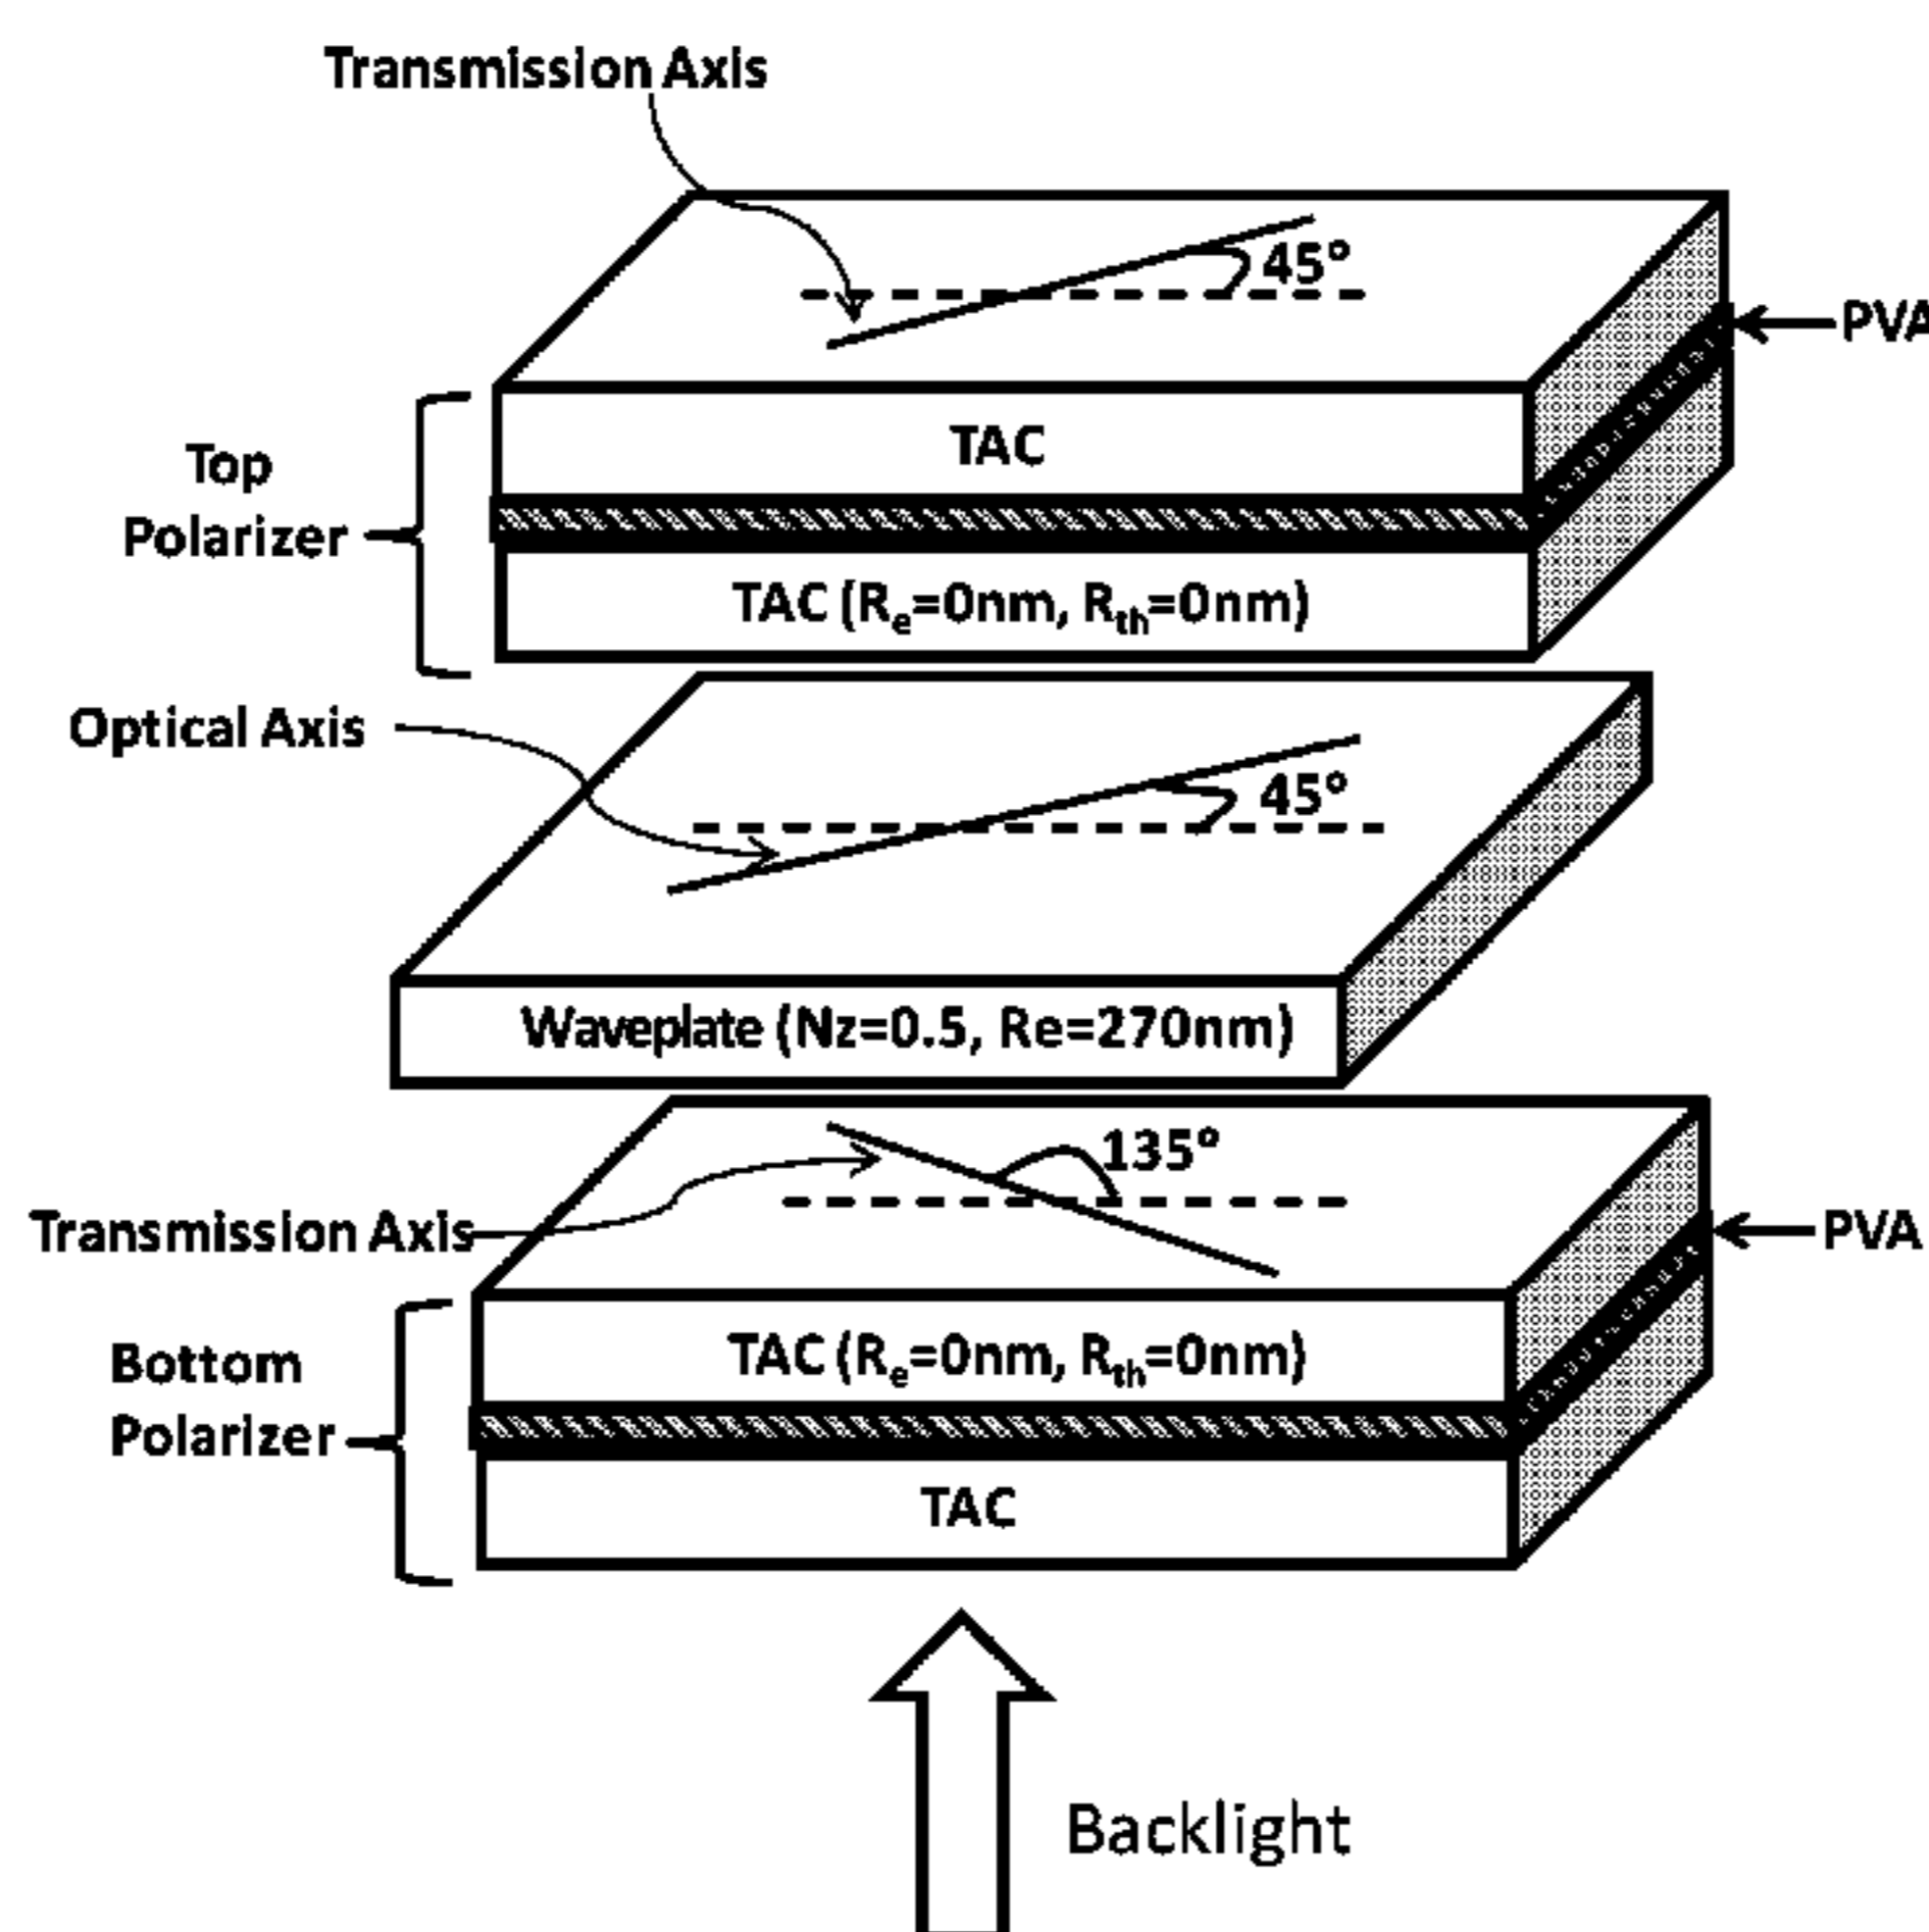 Transmission Axis
45°
PVA
TAC
Top
Polarizer
TAC (Re=0nm, Rth=0nm)
Optical Axis
45°
Waveplate (Nz=0.5, Re=270nm)
135°
Transmission Axis
PVA
TAC (Re=0nm, Rth=0nm)
Bottom
Polarizer
TAC
Backlight